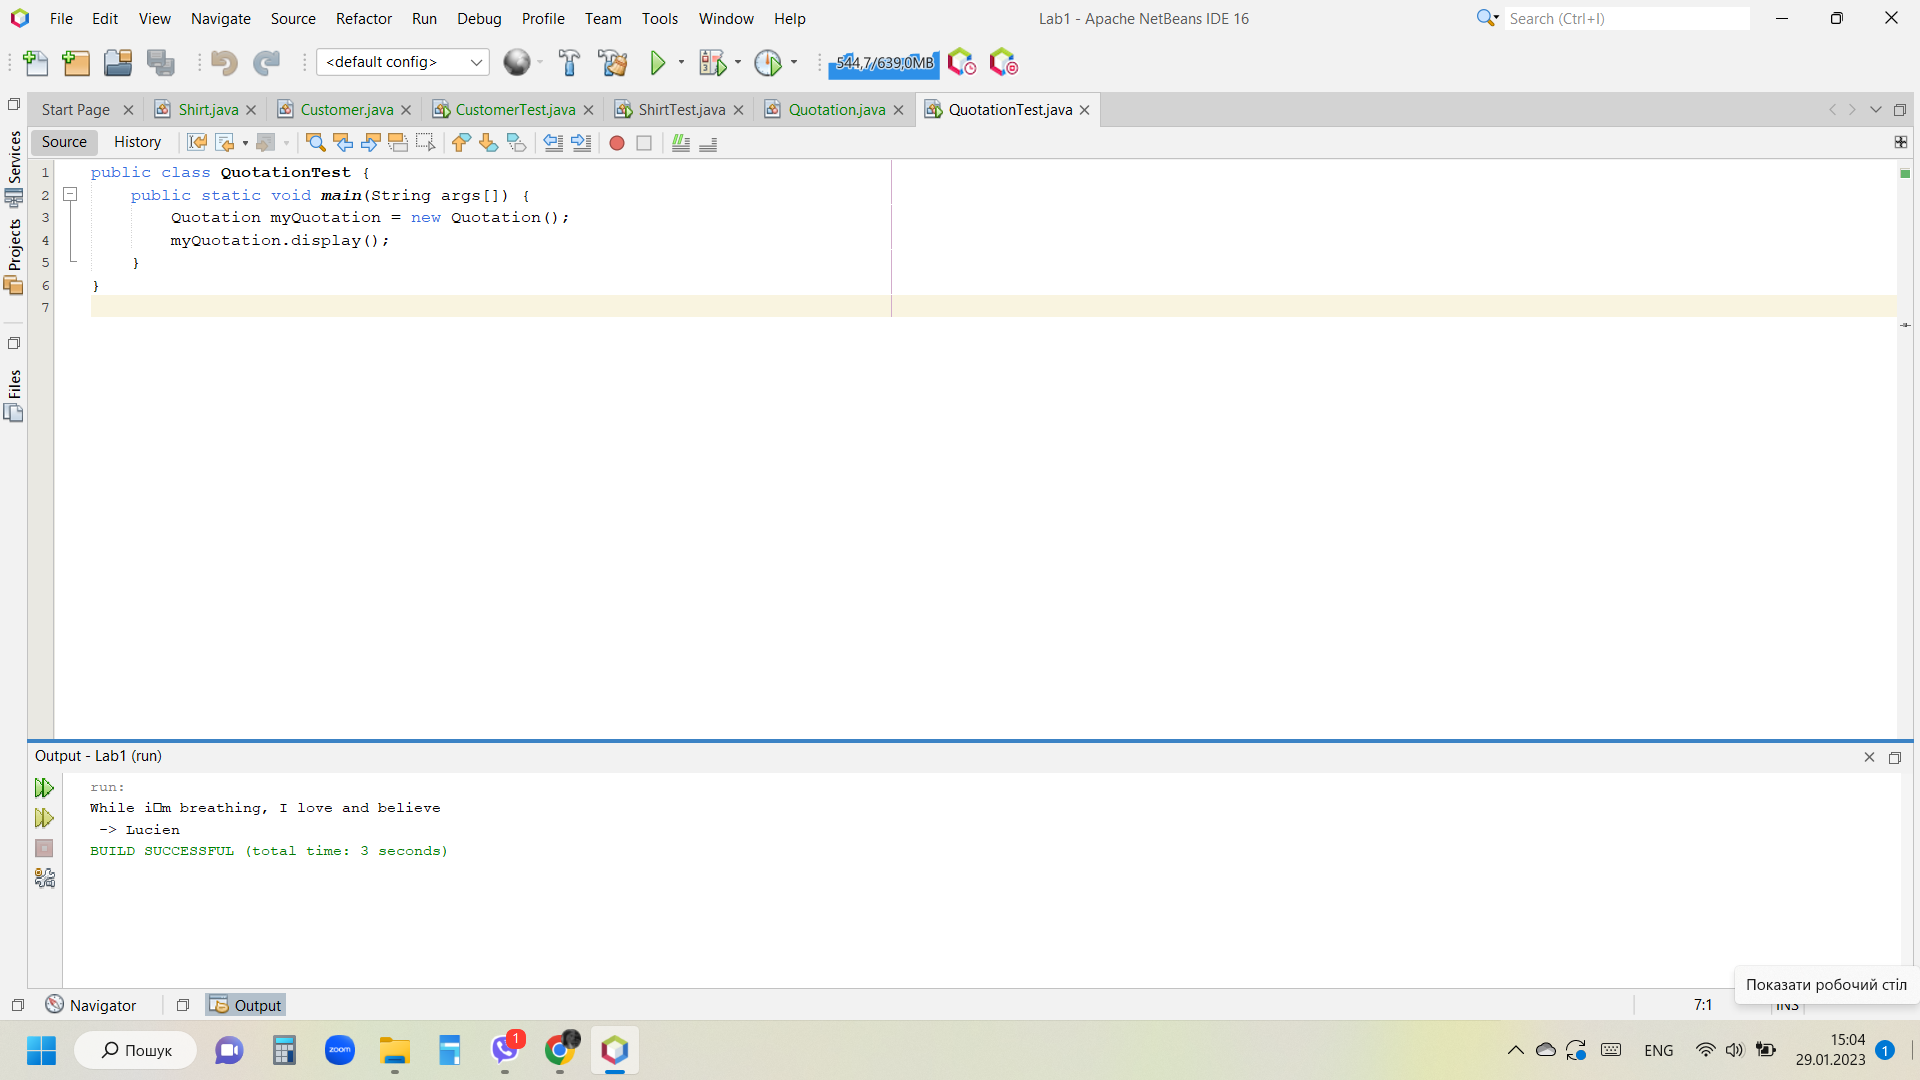 File Edit View Navigate Source Refactor Run Debug Profile Team Tools Window Help
Lab1 - Apache NetBeans IDE 16
Search (Ctrl+I)
<default config>
544,7/639,0MB
Start Page Shirt.java Customer.java CustomerTest.java ShirtTest.java Quotation.java QuotationTest.java
Source History
Services
Projects
Files
1 public class QuotationTest {
2 public static void main(String args[]) {
3 Quotation myQuotation = new Quotation();
4 myQuotation.display();
5 }
6 }
7
Output - Lab1 (run)
run:
While i□m breathing, I love and believe
-> Lucien
BUILD SUCCESSFUL (total time: 3 seconds)
Показати робочий стіл
Navigator Output
7:1 INS
Пошук
zoom
1
ENG
15:04
29.01.2023
1